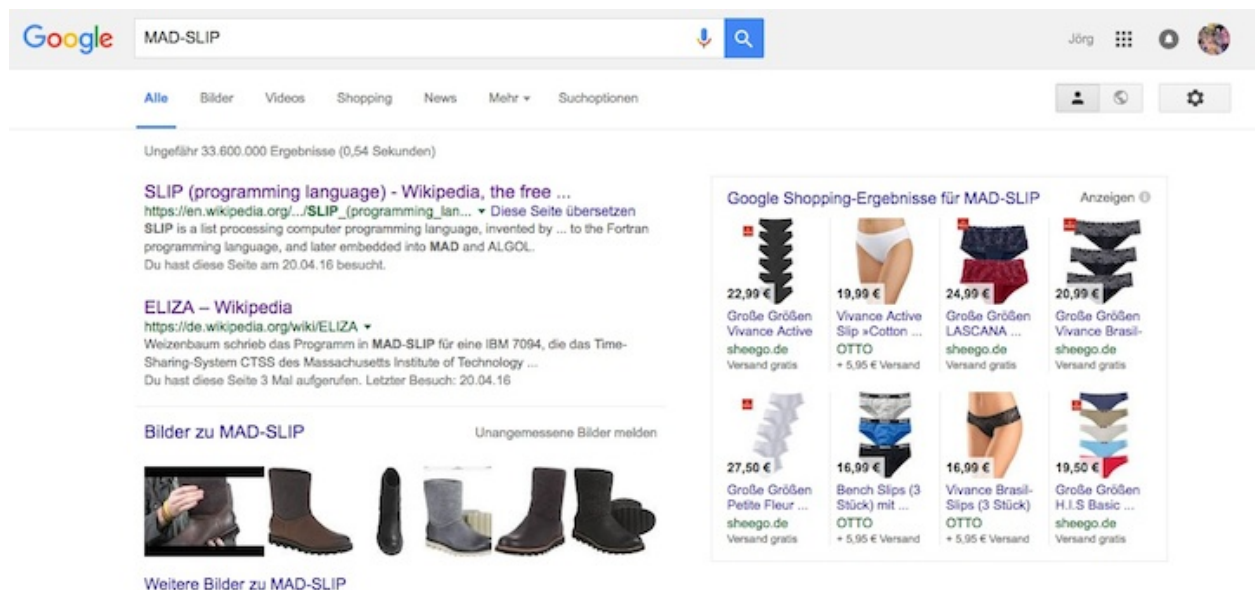 Google
MAD-SLIP
Jörg
Alle Bilder Videos Shopping News Mehr Suchoptionen
Ungefähr 33.600.000 Ergebnisse (0,54 Sekunden)
SLIP (programming language) - Wikipedia, the free ...
https://en.wikipedia.org/.../SLIP_(programming_lan... Diese Seite übersetzen
SLIP is a list processing computer programming language, invented by ... to the Fortran
programming language, and later embedded into MAD and ALGOL.
Du hast diese Seite am 20.04.16 besucht.
ELIZA – Wikipedia
https://de.wikipedia.org/wiki/ELIZA
Weizenbaum schrieb das Programm in MAD-SLIP für eine IBM 7094, die das Time-
Sharing-System CTSS des Massachusetts Institute of Technology ...
Du hast diese Seite 3 Mal aufgerufen. Letzter Besuch: 20.04.16
Bilder zu MAD-SLIP Unangemessene Bilder melden
Weitere Bilder zu MAD-SLIP
Google Shopping-Ergebnisse für MAD-SLIP Anzeigen
22,99 € 19,99 € 24,99 € 20,99 €
Große Größen Vivance Active Große Größen Große Größen
Vivance Active Slip »Cotton ... LASCANA ... Vivance Brasil-
sheego.de OTTO sheego.de sheego.de
Versand gratis + 5,95 € Versand Versand gratis Versand gratis
27,50 € 16,99 € 16,99 € 19,50 €
Große Größen Bench Slips (3 Vivance Brasil- Große Größen
Petite Fleur ... Stück) mit ... Slips (3 Stück) H.I.S Basic ...
sheego.de OTTO OTTO sheego.de
Versand gratis + 5,95 € Versand + 5,95 € Versand Versand gratis